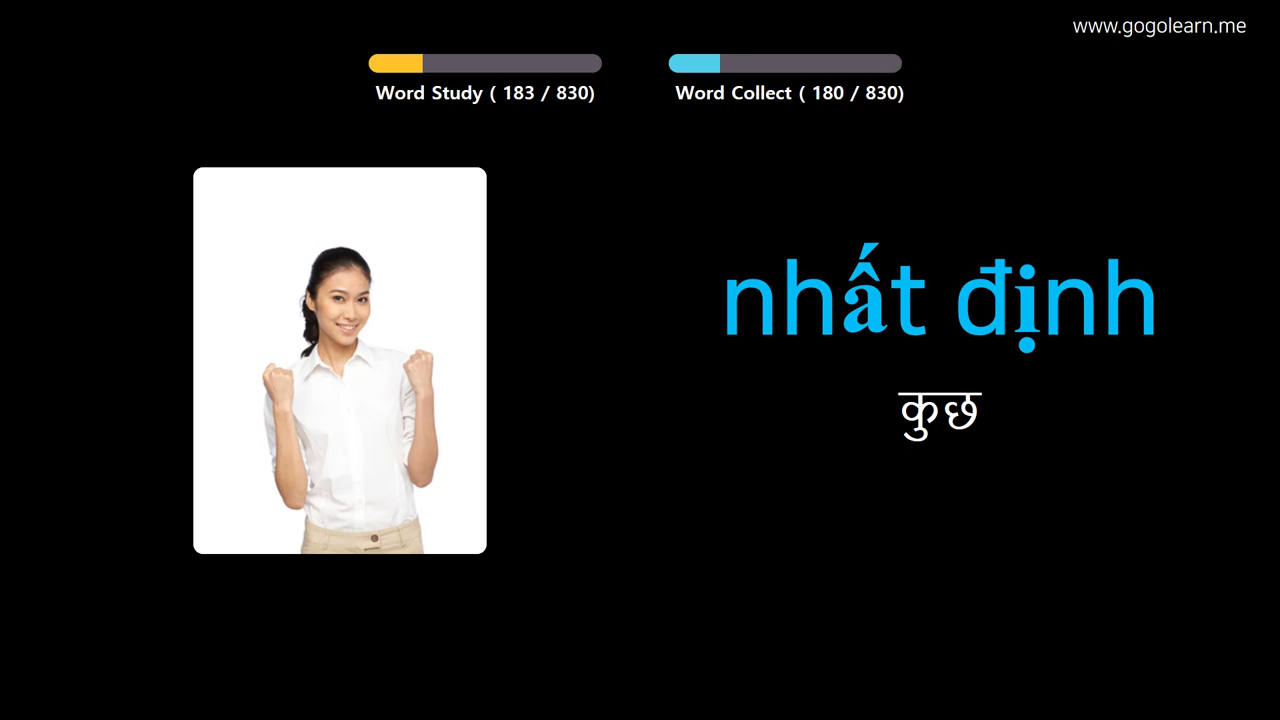 www.gogolearn.me
Word Study ( 183 / 830)
Word Collect ( 180 / 830)
nhất định
कुछ